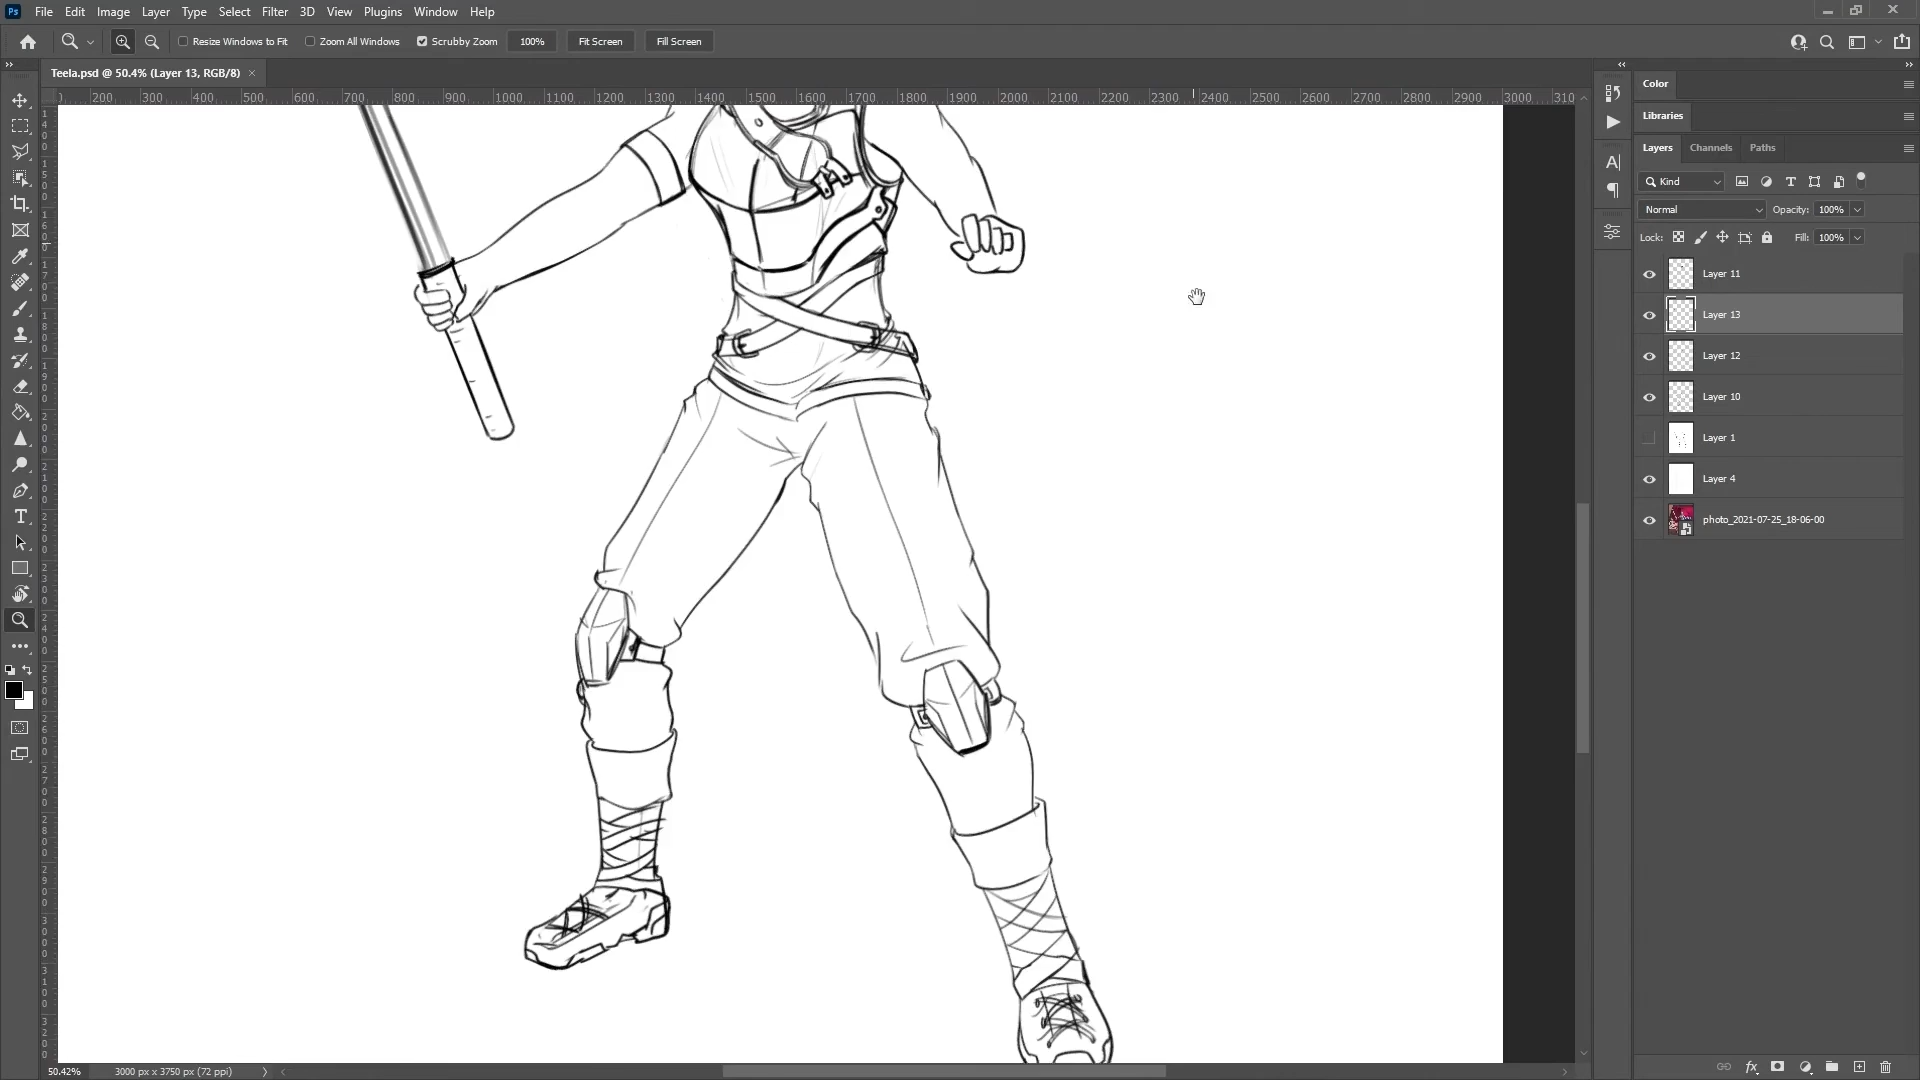 Ps File Edit Image Layer Type Select Filter 3D View Plugins Window Help
Resize Windows to Fit Zoom All Windows Scrubby Zoom 100% Fit Screen Fill Screen
Teela.psd @ 50.4% (Layer 13, RGB/8) ×
200 300 400 500 600 700 800 900 1000 1100 1200 1300 1400 1500 1600 1700 1800 1900 2000 2100 2200 2300 2400 2500 2600 2700 2800 2900 3000 310
Color
Libraries
Layers Channels Paths
Kind
Normal Opacity: 100%
Lock: Fill: 100%
Layer 11
Layer 13
Layer 12
Layer 10
Layer 1
Layer 4
photo_2021-07-25_18-06-00
50.42% 3000 px x 3750 px (72 ppi)